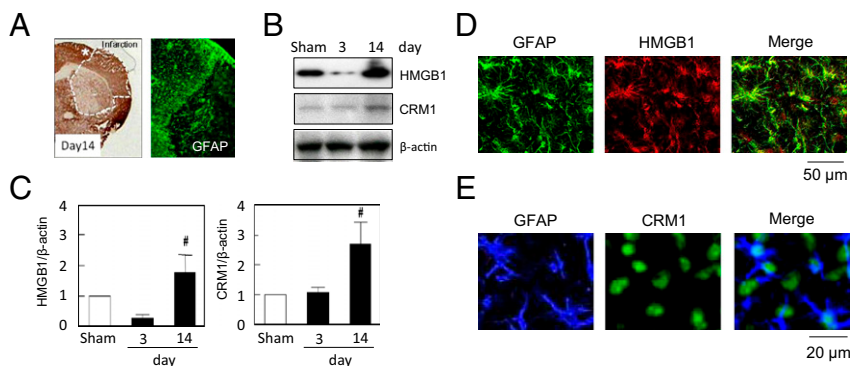 A
*
Infarction
Day14
GFAP
B
Sham 3 14 day
HMGB1
CRM1
β-actin
C
HMGB1/β-actin
4
3
2
1
0
#
Sham 3 14
day
CRM1/β-actin
4
3
2
1
0
#
Sham 3 14
day
D
GFAP HMGB1 Merge
50 µm
E
GFAP CRM1 Merge
20 µm